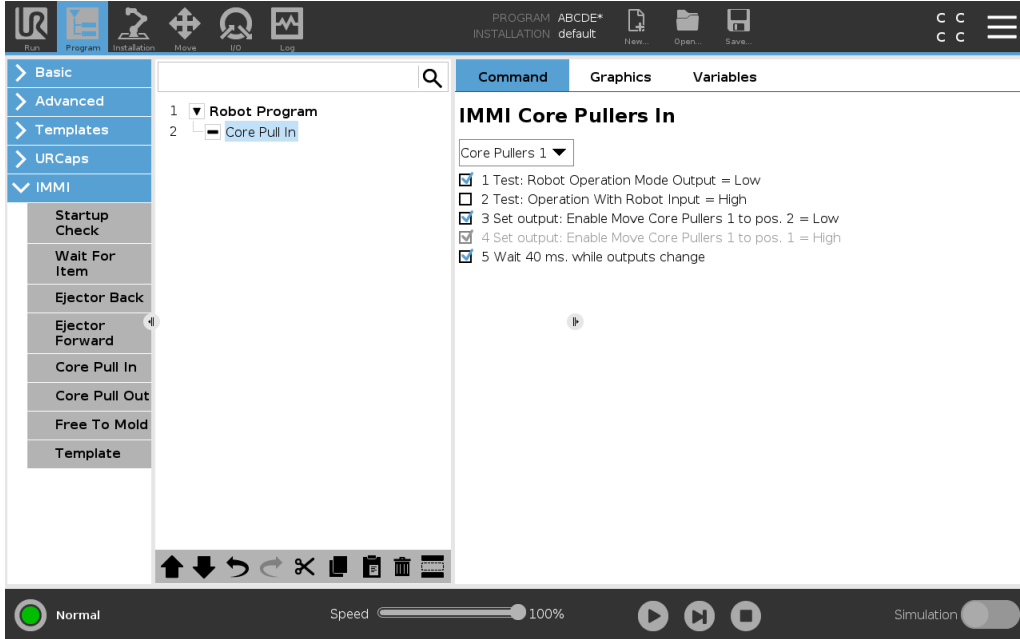 UR
PROGRAM ABCDE*
INSTALLATION default
Run Program Installation Move I/O Log New... Open... Save...
C C
C C
Basic
Advanced
Templates
URCaps
IMMI
Startup
Check
Wait For
Item
Ejector Back
Ejector
Forward
Core Pull In
Core Pull Out
Free To Mold
Template
1 Robot Program
2 Core Pull In
Command Graphics Variables
IMMI Core Pullers In
Core Pullers 1
1 Test: Robot Operation Mode Output = Low
2 Test: Operation With Robot Input = High
3 Set output: Enable Move Core Pullers 1 to pos. 2 = Low
4 Set output: Enable Move Core Pullers 1 to pos. 1 = High
5 Wait 40 ms. while outputs change
Normal
Speed 100%
Simulation